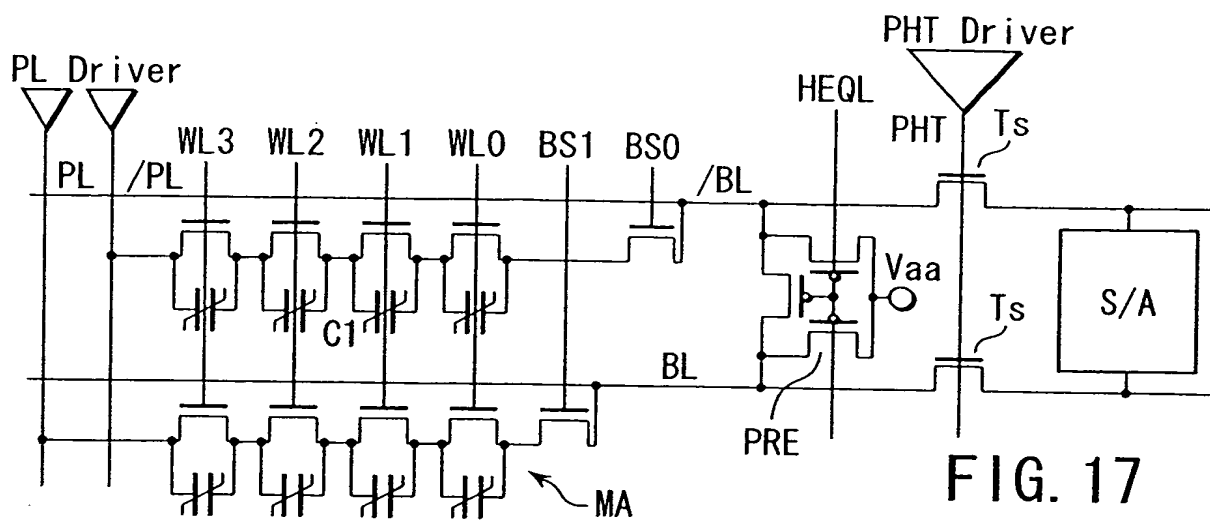 PL Driver
PHT Driver
HEQL
PHT
Ts
WL3 WL2 WL1 WL0 BS1 BS0
PL /PL
/BL
Vaa
C1
S/A
Ts
BL
PRE
MA
FIG. 17